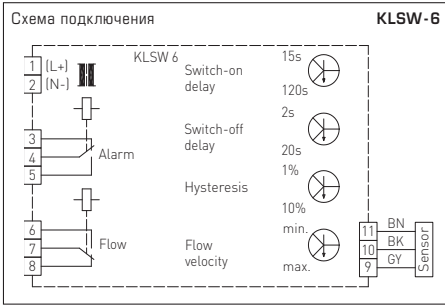 Схема подключения KLSW-6
1 (L+) KLSW 6 15s
2 (N-) Switch-on
delay 120s
2s
3 Switch-off
4 Alarm delay 20s
5 1%
Hysteresis
10%
6 min. 11 BN
7 Flow Flow 10 BK Sensor
8 velocity max. 9 GY